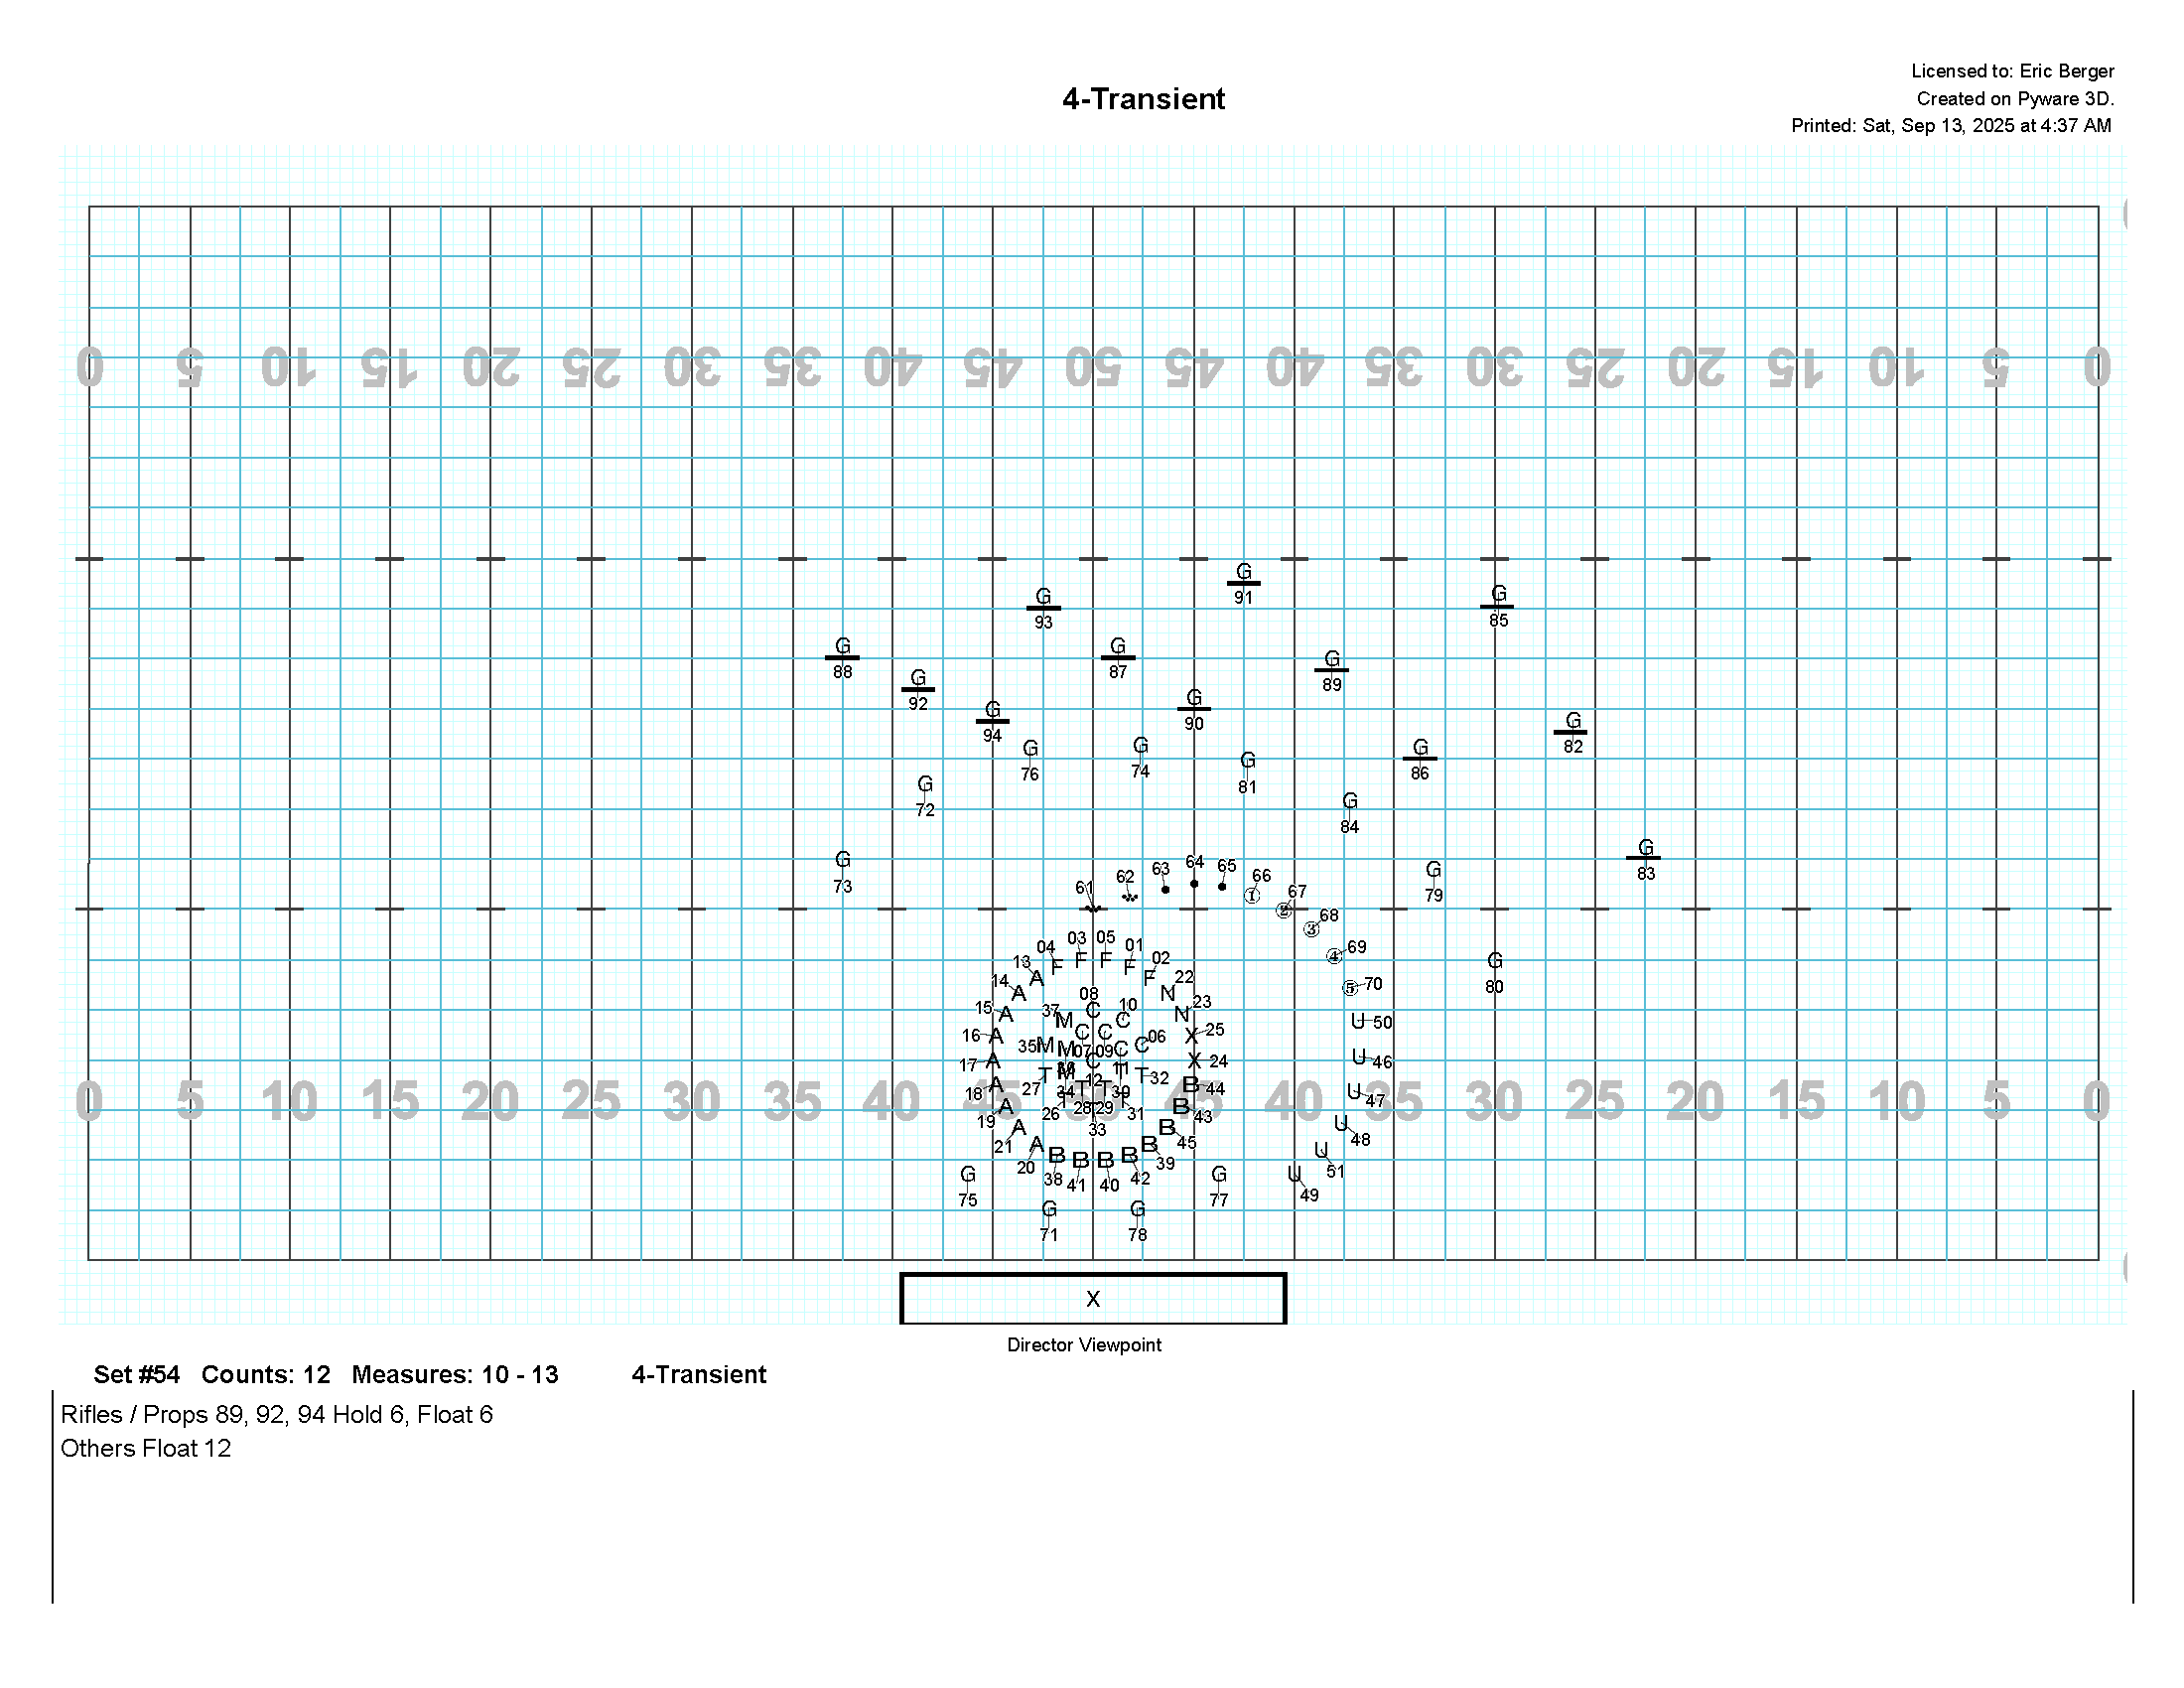 4-Transient
Licensed to: Eric Berger
Created on Pyware 3D.
Printed: Sat, Sep 13, 2025 at 4:37 AM
0 5 10 15 20 25 30 35 40 45 50 45 40 35 30 25 20 15 10 5 0
G
91
G
93
G
85
G
88
G
87
G
89
G
92
G
90
G
94
G
82
G
76
G
74
G
86
G
81
G
72
G
84
G
73
G
83
G
79
64
63
65
62
66
1
61
67
2
68
3
69
4
70
5
G
80
03 05
04 F F 01
F F 02
13 A F
14 A N 22
15 A N 23
08 C
10 C
37 M
C C
16 A X 25
35 M M 07 09 C C 06
17 A C X 24
12 11
27 T M T 32
18 A B 44
34 T T 30
26 T 28 29 T 31
19 A B 43
33
21 A B 45
20 A B 39
B B B B
38 41 40 42
U 50
U 46
U 47
U 48
U 51
U 49
G
75
G
77
G
71
G
78
0 5 10 15 20 25 30 35 40 45 45 40 35 30 25 20 15 10 5 0
X
Director Viewpoint
Set #54 Counts: 12 Measures: 10 - 13 4-Transient
Rifles / Props 89, 92, 94 Hold 6, Float 6
Others Float 12